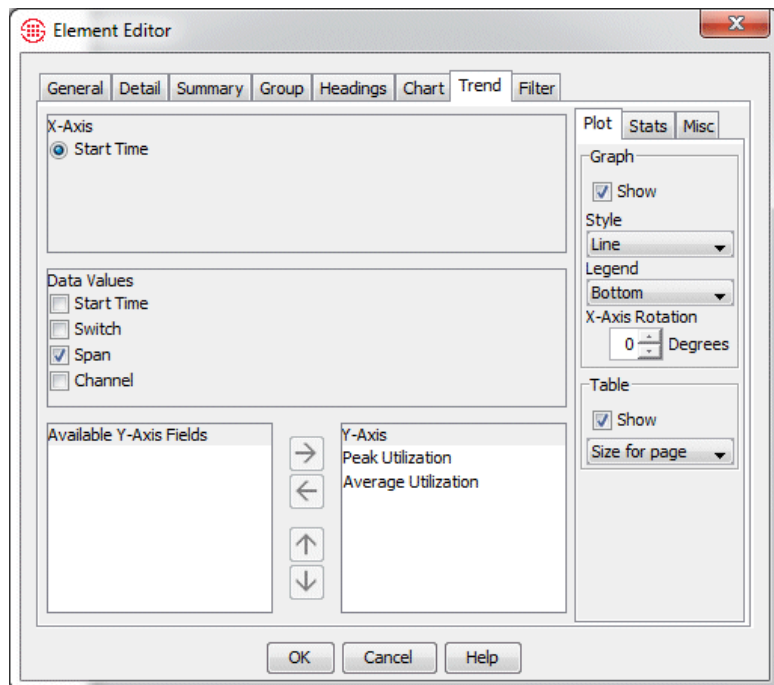 Element Editor
X
General Detail Summary Group Headings Chart Trend Filter
X-Axis
Start Time
Data Values
Start Time
Switch
Span
Channel
Available Y-Axis Fields
Y-Axis
Peak Utilization
Average Utilization
Plot Stats Misc
Graph
Show
Style
Line
Legend
Bottom
X-Axis Rotation
0 Degrees
Table
Show
Size for page
OK Cancel Help